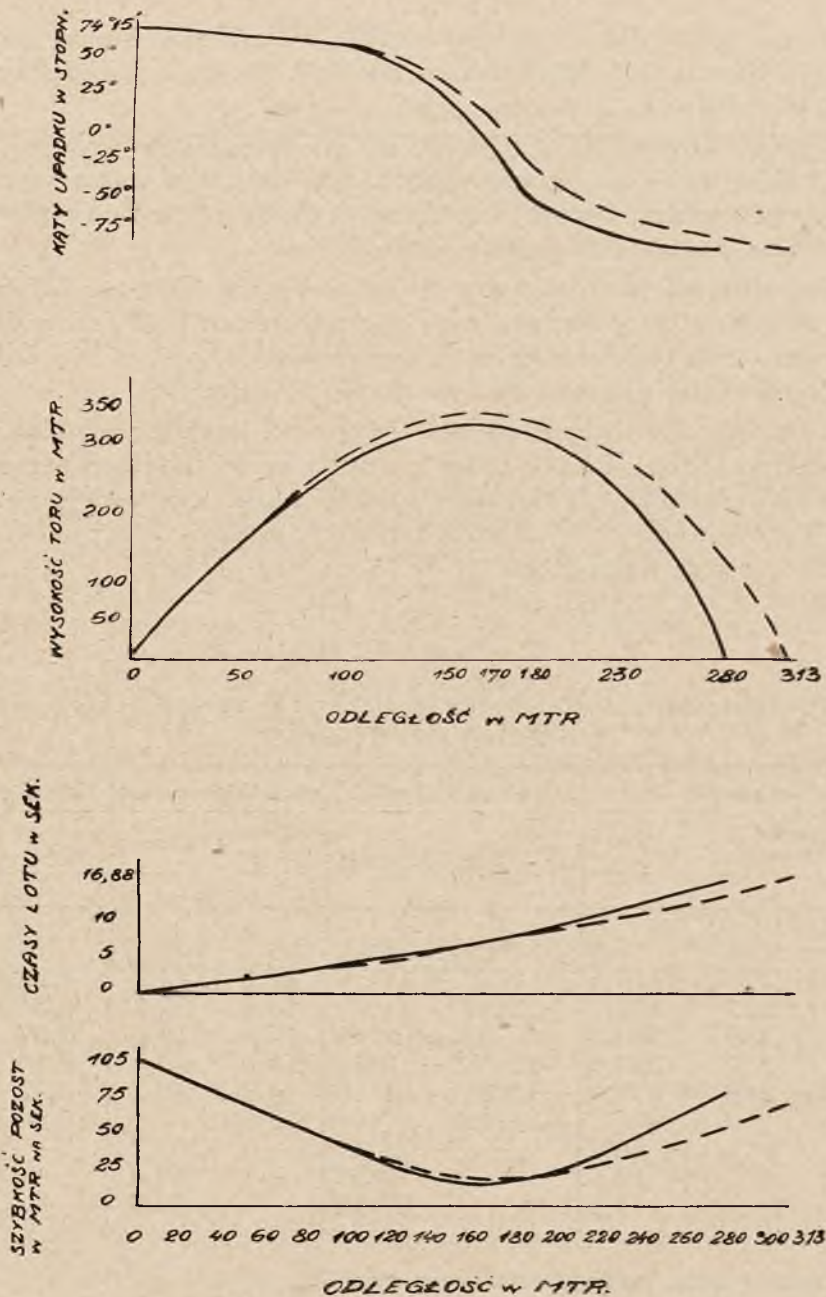 KATY UPADKU W STOPN.
74°15'
50°
25°
0°
-25°
-50°
-75°
WYSOKOŚĆ TORU W MTR.
350
300
200
100
50
0 50 100 150 170 180 230 280 313
ODLEGŁOŚĆ W MTR
CZASY LOTU W SEK.
16,88
10
5
0
SZYBKOŚĆ POZOST
W MTR NA SEK.
105
75
50
25
0
0 20 40 60 80 100 120 140 160 180 200 220 240 260 280 300 313
ODLEGŁOŚĆ W MTR.